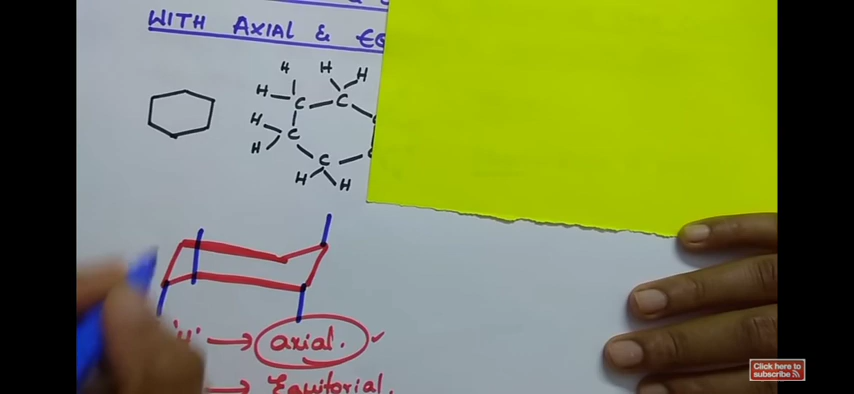 WITH AXIAL &
H H H
H C C
H C
H C
H H
'H' → axial. ✓
→ Equitorial.
Click here to
subscribe